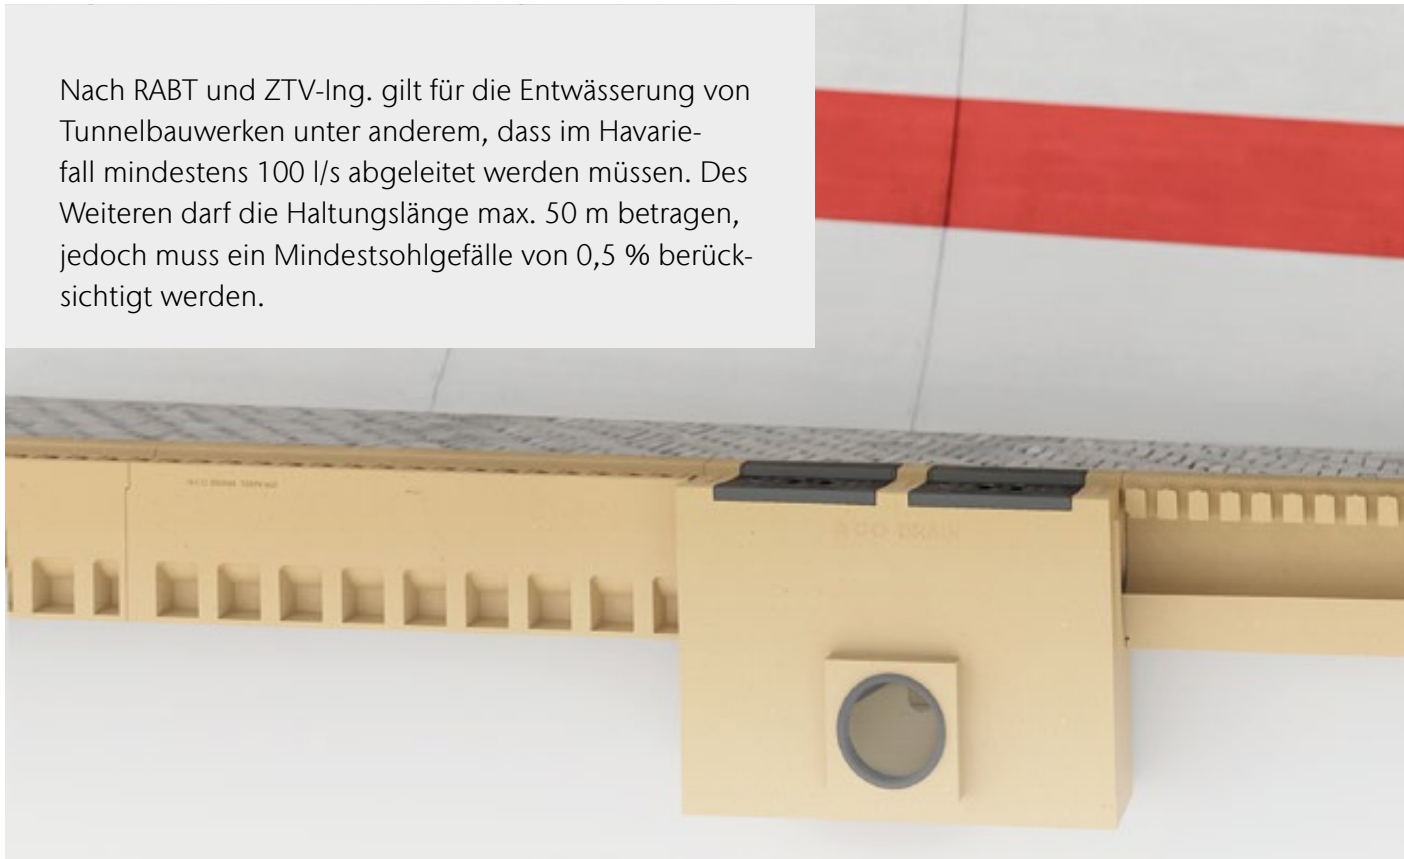 Nach RABT und ZTV-Ing. gilt für die Entwässerung von
Tunnelbauwerken unter anderem, dass im Havarie-
fall mindestens 100 l/s abgeleitet werden müssen. Des
Weiteren darf die Haltungslänge max. 50 m betragen,
jedoch muss ein Mindestsohlgefälle von 0,5 % berück-
sichtigt werden.
ACO DRAIN